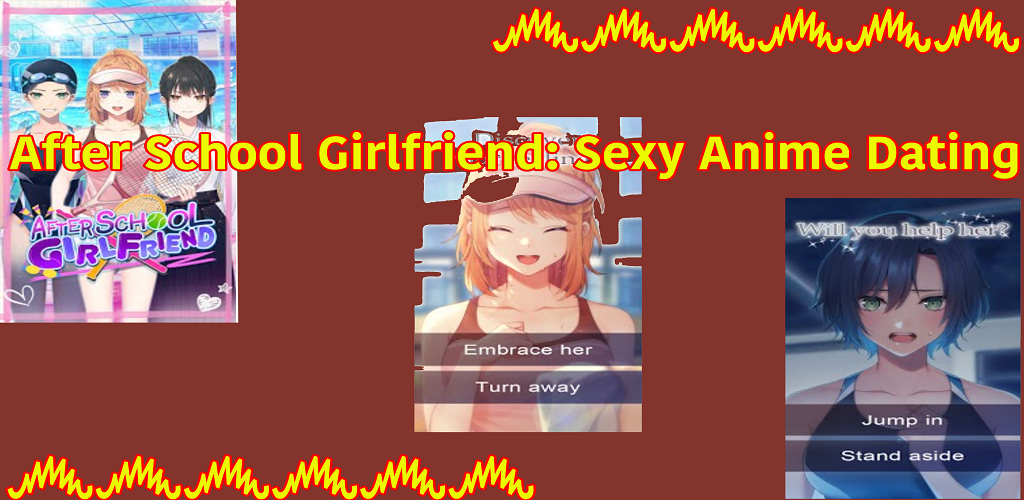 After School Girlfriend: Sexy Anime Dating
AFTER SCHOOL
GIRLFRIEND
Embrace her
Turn away
Will you help her?
Jump in
Stand aside